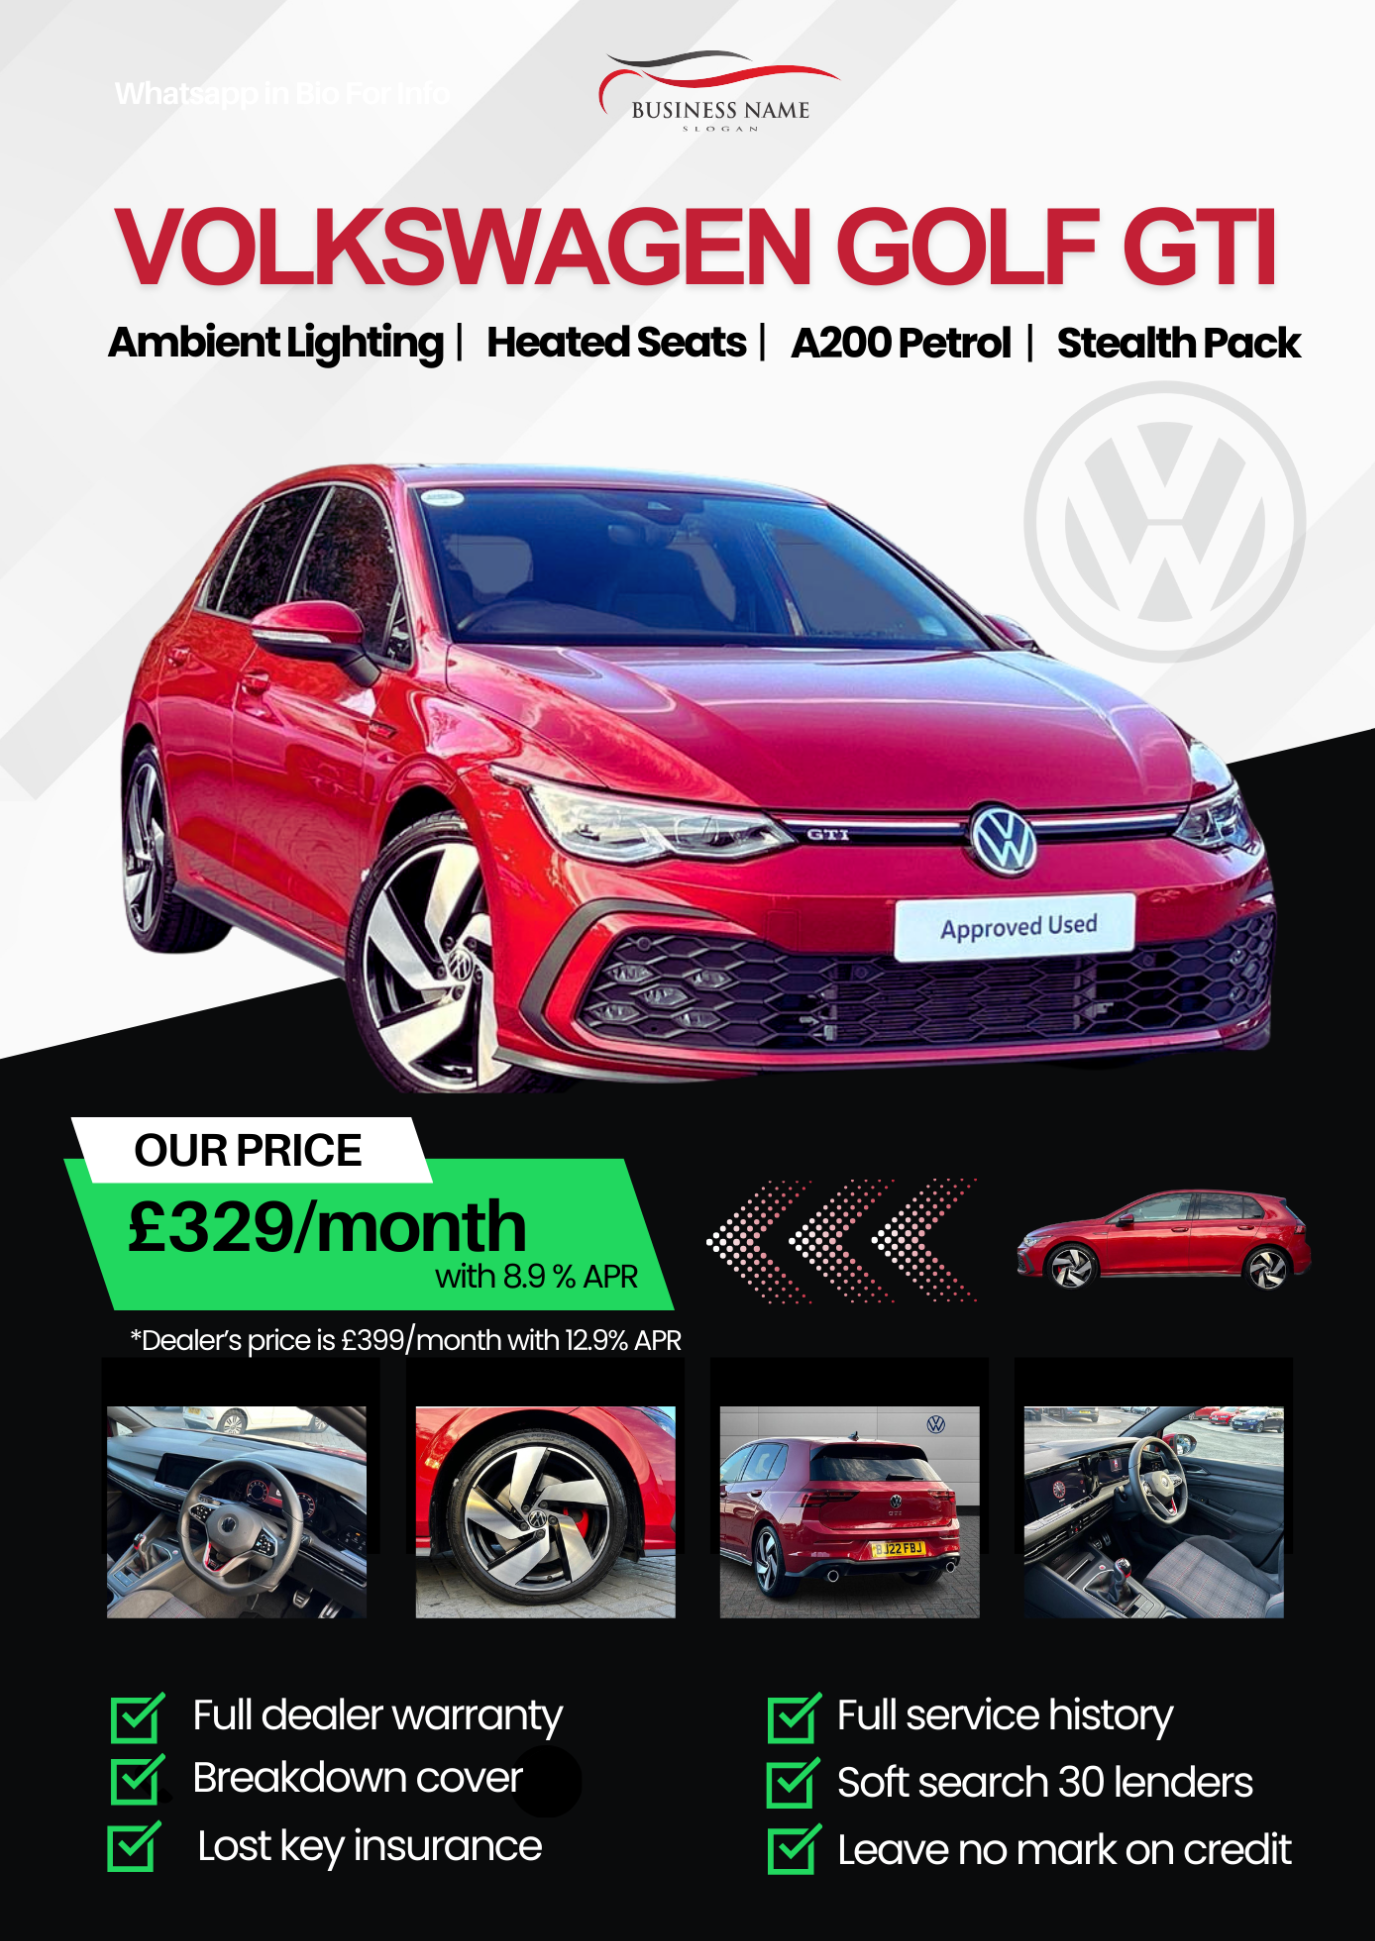 Whatsapp in Bio For Info
BUSINESS NAME
SLOGAN
VOLKSWAGEN GOLF GTI
Ambient Lighting | Heated Seats | A200 Petrol | Stealth Pack
GTI
Approved Used
OUR PRICE
£329/month
with 8.9 % APR
*Dealer's price is £399/month with 12.9% APR
GTI
BJ22 FBJ
Full dealer warranty
Breakdown cover
Lost key insurance
Full service history
Soft search 30 lenders
Leave no mark on credit